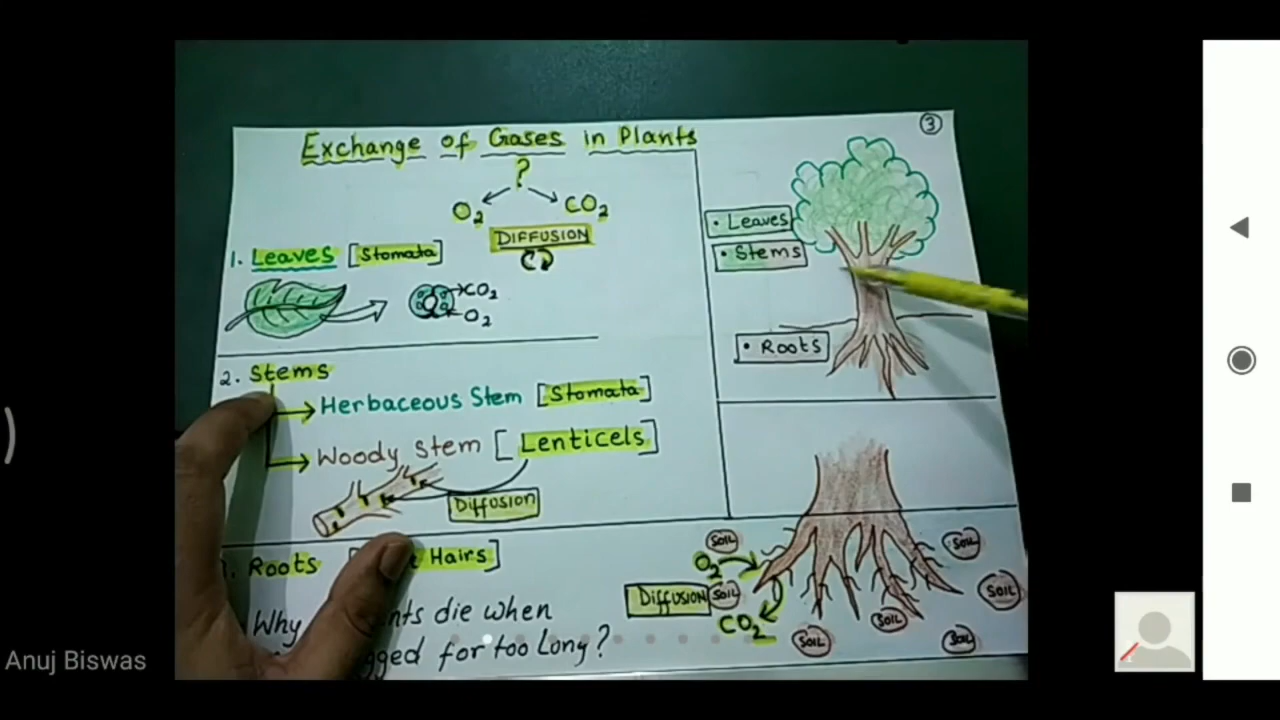 Exchange of Gases in Plants
?
O2 CO2
DIFFUSION
1. Leaves [Stomata]
CO2
O2
2. Stems
Herbaceous Stem [Stomata]
Woody Stem [Lenticels]
Diffusion
Roots [ Hairs]
Why die when
for too Long?
3
• Leaves
• Stems
• Roots
SOIL
O2
Diffusion
SOIL
CO2
SOIL
SOIL
SOIL
SOIL
SOIL
Anuj Biswas